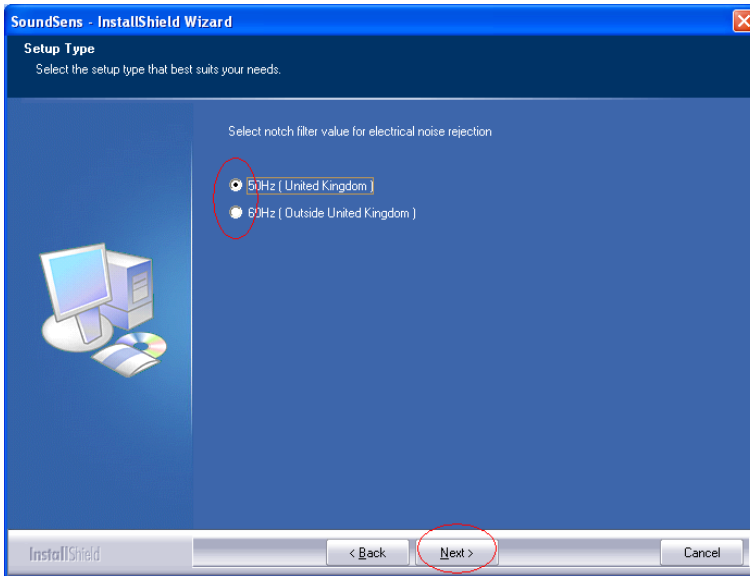 SoundSens - InstallShield Wizard
Setup Type
Select the setup type that best suits your needs.
Select notch filter value for electrical noise rejection
50Hz ( United Kingdom )
60Hz ( Outside United Kingdom )
InstallShield
< Back
Next >
Cancel